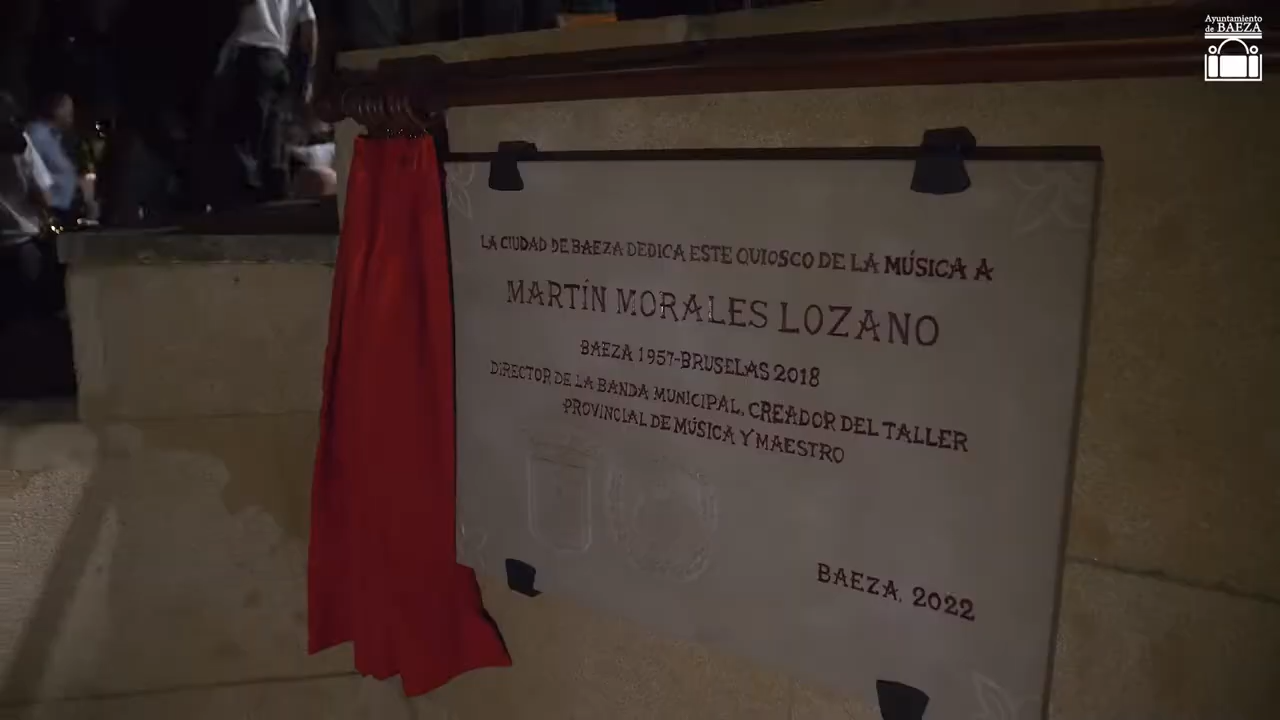 Ayuntamiento
de BAEZA
LA CIUDAD DE BAEZA DEDICA ESTE QUIOSCO DE LA MÚSICA A
MARTÍN MORALES LOZANO
BAEZA 1957-BRUSELAS 2018
DIRECTOR DE LA BANDA MUNICIPAL, CREADOR DEL TALLER
PROVINCIAL DE MÚSICA Y MAESTRO
BAEZA, 2022